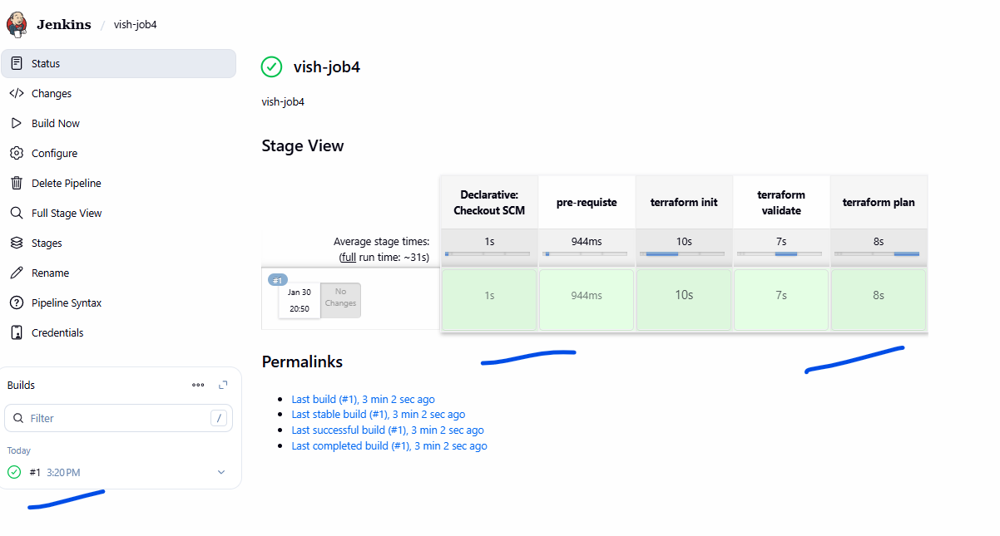 Jenkins / vish-job4
Status
Changes
Build Now
Configure
Delete Pipeline
Full Stage View
Stages
Rename
Pipeline Syntax
Credentials
Builds
Filter
/
Today
#1 3:20 PM
vish-job4
vish-job4
Stage View
Declarative:
Checkout SCM
pre-requiste
terraform init
terraform
validate
terraform plan
Average stage times:
(full run time: ~31s)
1s
944ms
10s
7s
8s
#1
Jan 30
20:50
No
Changes
1s
944ms
10s
7s
8s
Permalinks
Last build (#1), 3 min 2 sec ago
Last stable build (#1), 3 min 2 sec ago
Last successful build (#1), 3 min 2 sec ago
Last completed build (#1), 3 min 2 sec ago